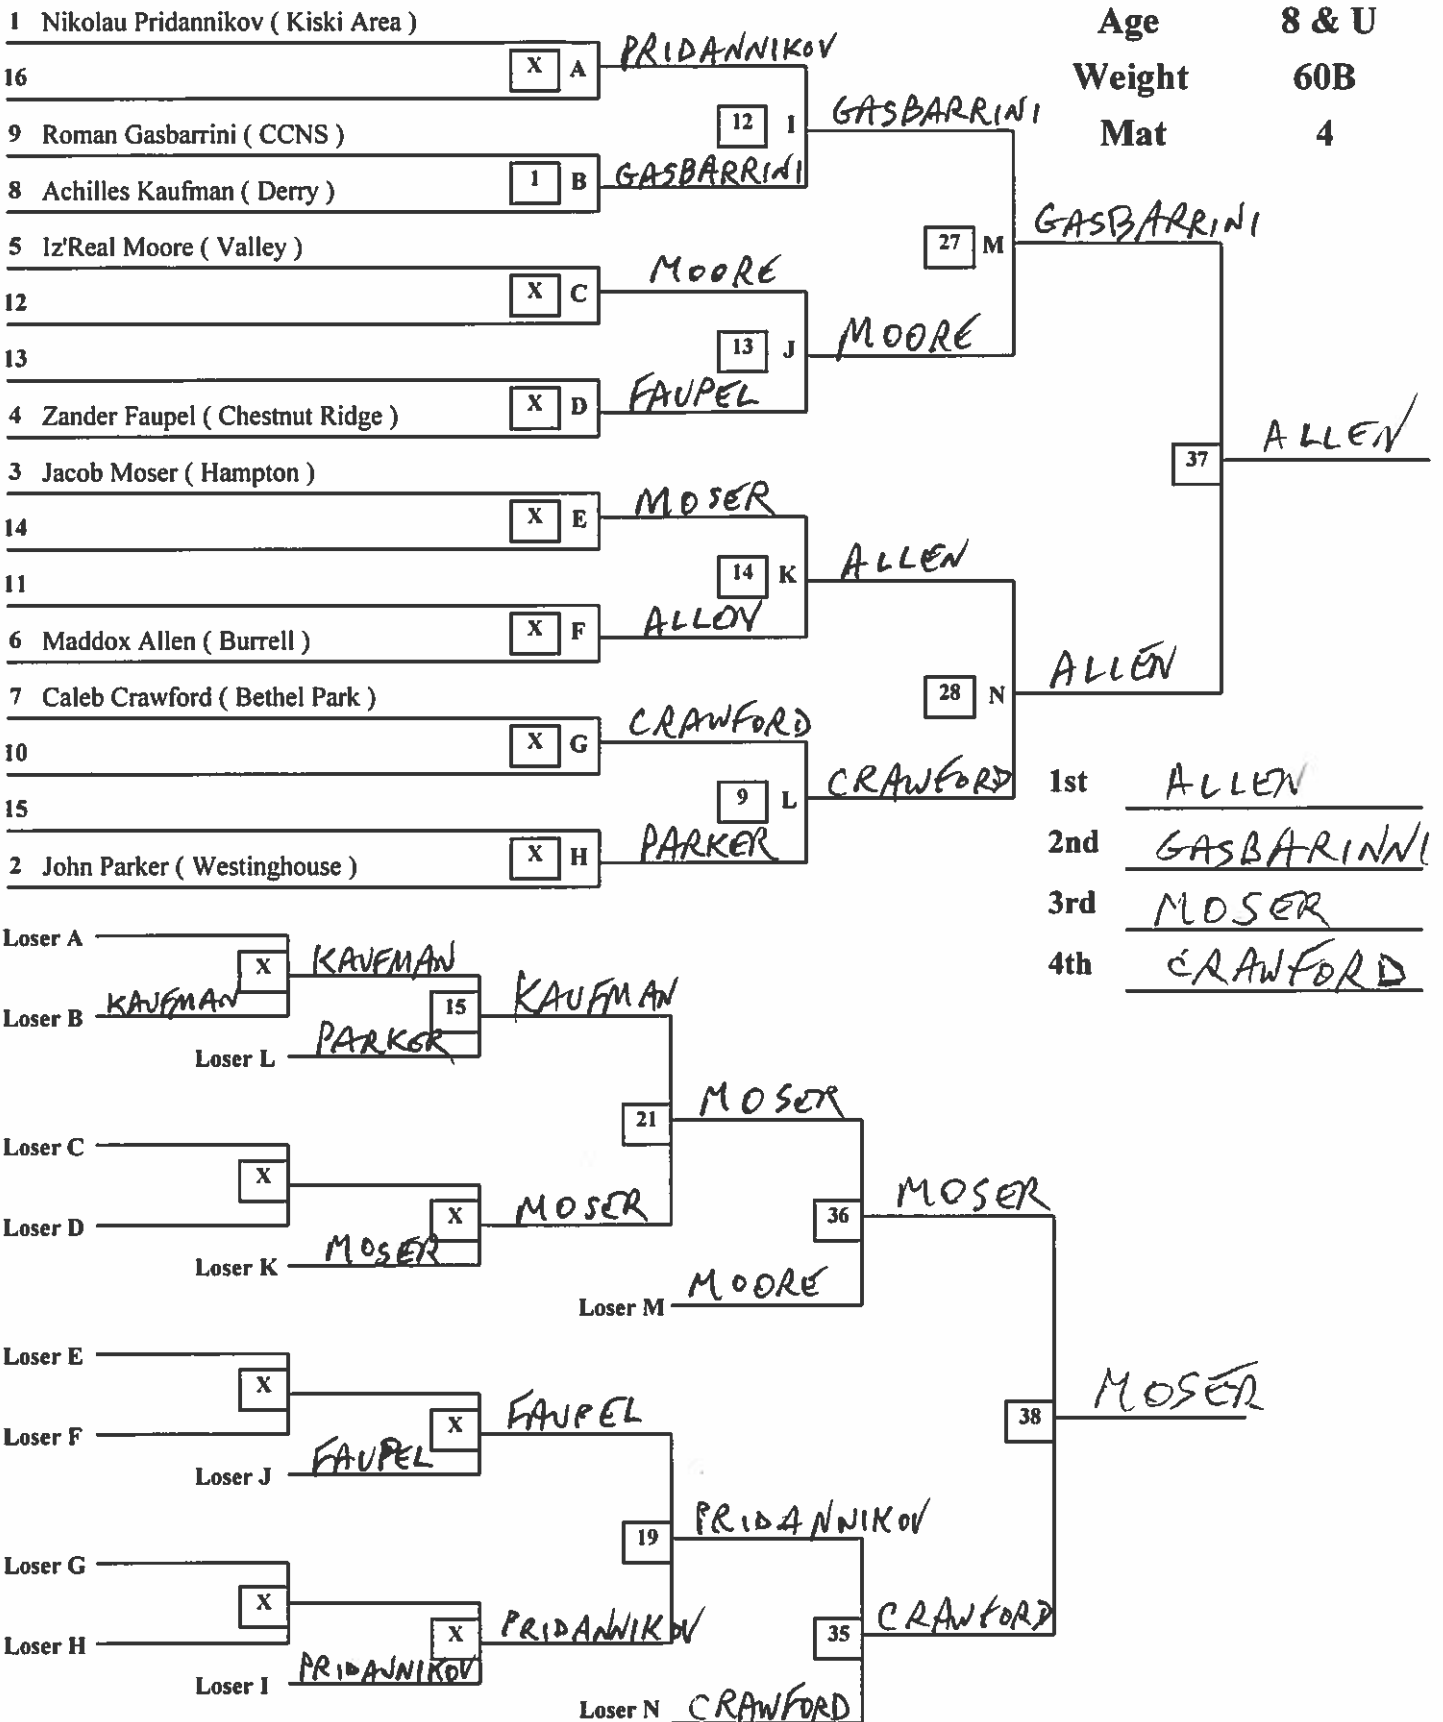 1 Nikolau Pridannikov ( Kiski Area )
Age 8 & U
X A PRIDANNIKOV
16
Weight 60B
12 I GASBARRINI
9 Roman Gasbarrini ( CCNS )
Mat 4
1 B GASBARRINI
8 Achilles Kaufman ( Derry )
27 M GASBARRINI
5 Iz'Real Moore ( Valley )
X C MOORE
12
13 J MOORE
13
X D FAUPEL
4 Zander Faupel ( Chestnut Ridge )
37 ALLEN
3 Jacob Moser ( Hampton )
X E MOSER
14
14 K ALLEN
11
X F ALLON
6 Maddox Allen ( Burrell )
28 N ALLEN
7 Caleb Crawford ( Bethel Park )
X G CRAWFORD
10
9 L CRAWFORD
15
X H PARKER
2 John Parker ( Westinghouse )
1st ALLEN
2nd GASBARINNI
3rd MOSER
4th CRAWFORD
Loser A
X KAUFMAN
Loser B KAUFMAN
15 KAUFMAN
Loser L PARKER
21 MOSER
Loser C
X
Loser D
X MOSER
Loser K MOSER
36 MOSER
Loser M MOORE
Loser E
X
Loser F
X FAUPEL
Loser J FAUPEL
38 MOSER
19 PRIDANNIKOV
Loser G
X
Loser H
X PRIDANNIKOV
Loser I PRIDANNIKOV
35 CRAWFORD
Loser N CRAWFORD